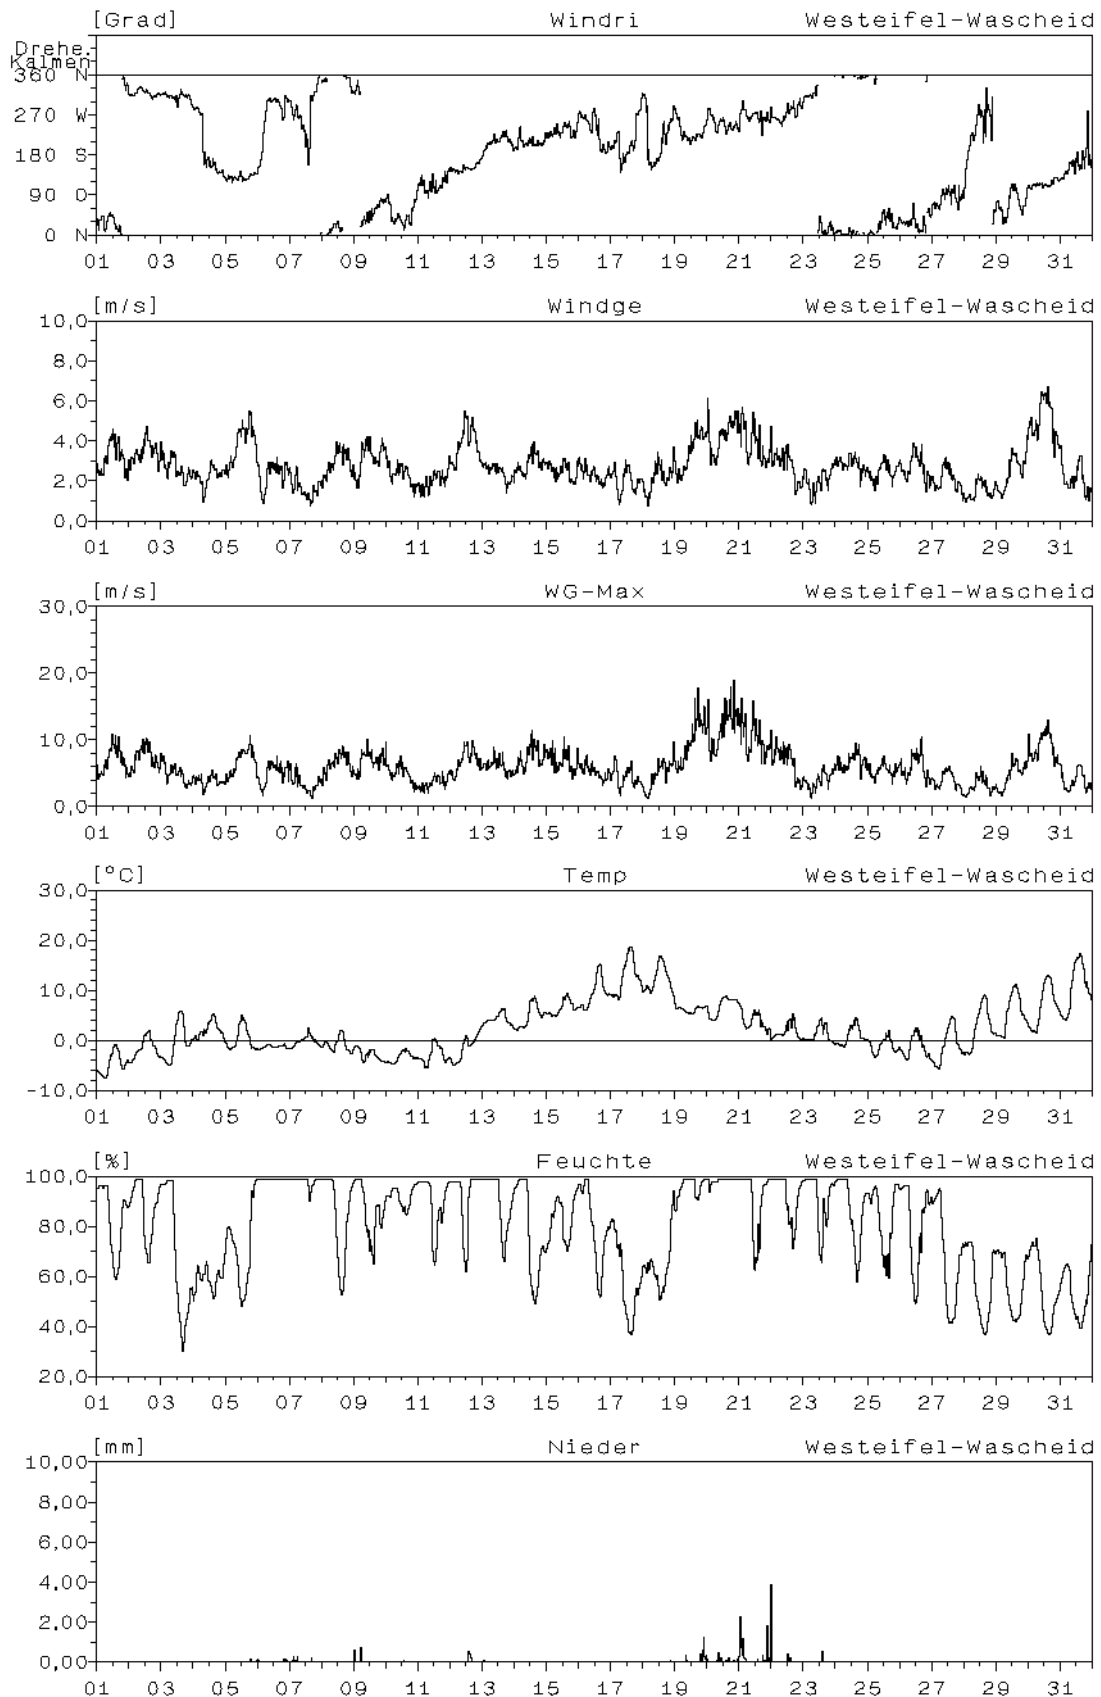 [Grad] Windri Westeifel-Wascheid
Drehe.
Kalmen
360 N
270 W
180 S
90 O
0 N
01 03 05 07 09 11 13 15 17 19 21 23 25 27 29 31
[m/s] Windge Westeifel-Wascheid
10,0
8,0
6,0
4,0
2,0
0,0
01 03 05 07 09 11 13 15 17 19 21 23 25 27 29 31
[m/s] WG-Max Westeifel-Wascheid
30,0
20,0
10,0
0,0
01 03 05 07 09 11 13 15 17 19 21 23 25 27 29 31
[°C] Temp Westeifel-Wascheid
30,0
20,0
10,0
0,0
-10,0
01 03 05 07 09 11 13 15 17 19 21 23 25 27 29 31
[%] Feuchte Westeifel-Wascheid
100,0
80,0
60,0
40,0
20,0
01 03 05 07 09 11 13 15 17 19 21 23 25 27 29 31
[mm] Nieder Westeifel-Wascheid
10,00
8,00
6,00
4,00
2,00
0,00
01 03 05 07 09 11 13 15 17 19 21 23 25 27 29 31